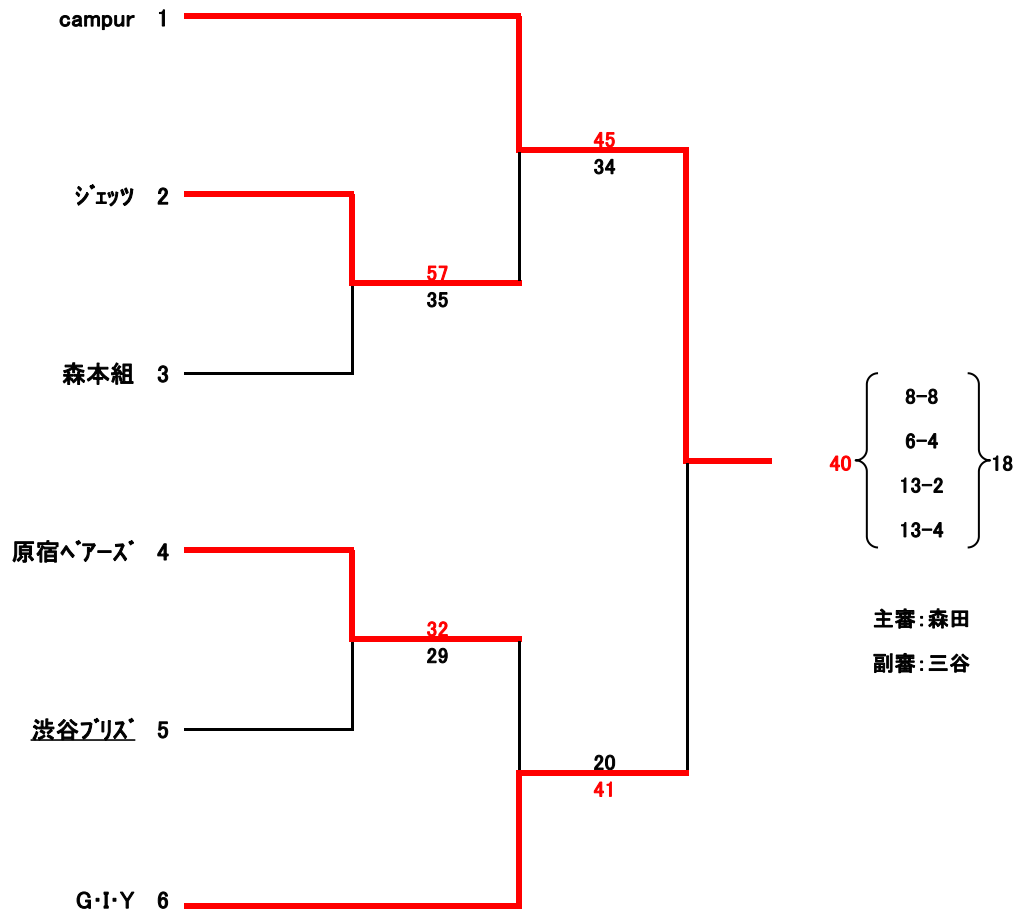 campur 1
45
34
ｼﾞｪッツ 2
57
35
森本組 3
8-8
6-4
40 18
13-2
13-4
原宿ﾍﾞｱｰｽﾞ 4
32
29
主審：森田
副審：三谷
渋谷ﾌﾞﾘｽﾞ 5
20
41
G・I・Y 6